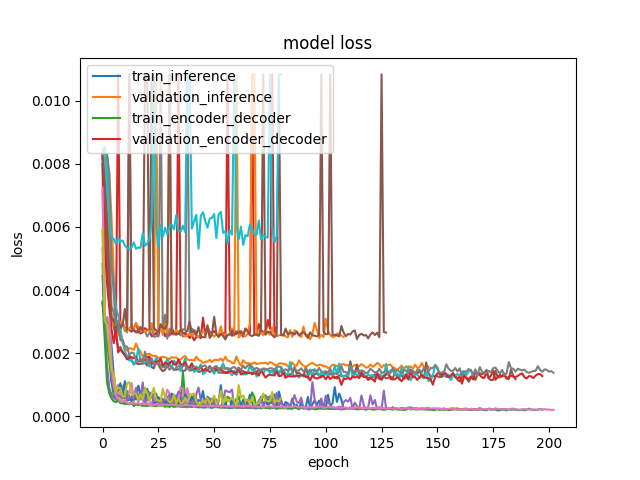 model loss
train_inference
validation_inference
train_encoder_decoder
validation_encoder_decoder
0.010
0.008
0.006
0.004
0.002
0.000
loss
0 25 50 75 100 125 150 175 200
epoch